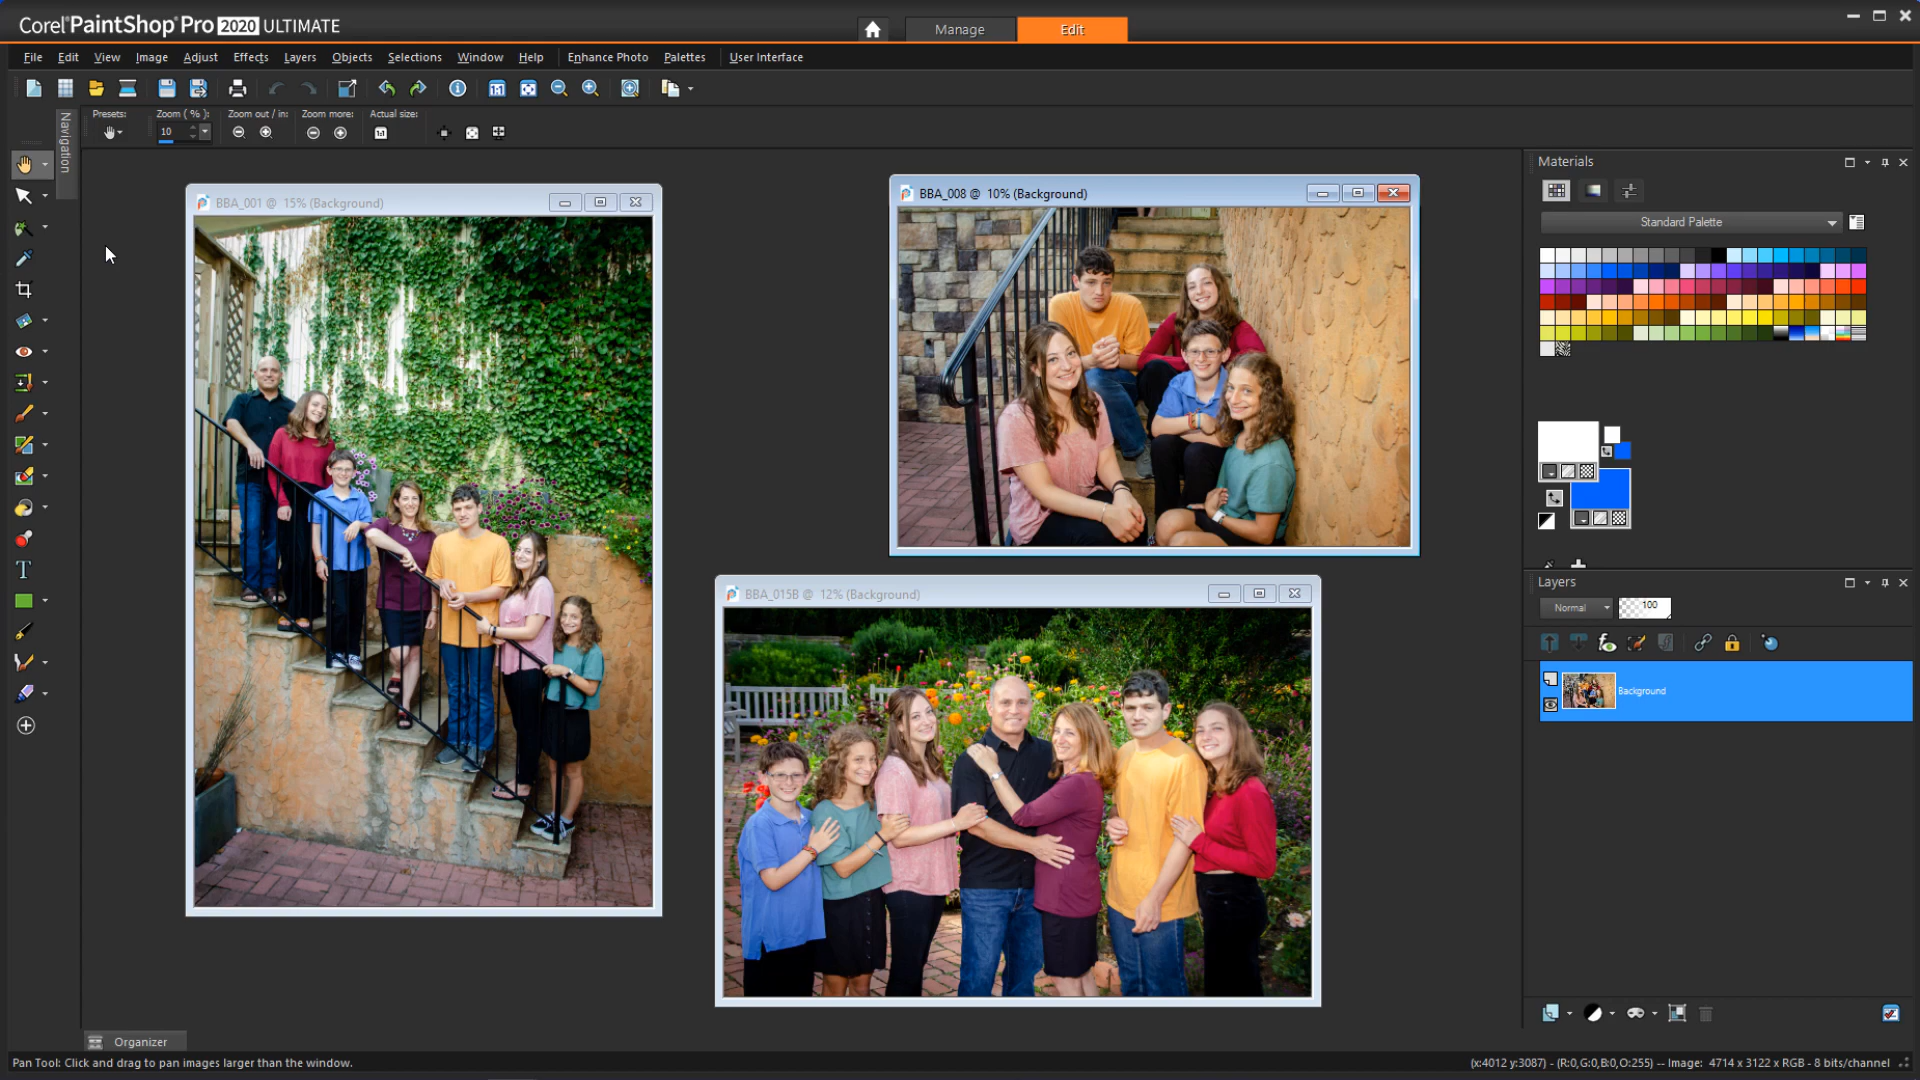 Corel PaintShop Pro 2020 ULTIMATE
Manage
Edit
File Edit View Image Adjust Effects Layers Objects Selections Window Help Enhance Photo Palettes User Interface
1:1
Presets: Zoom ( % ): Zoom out / in: Zoom more: Actual size:
10
Navigation
BBA_001 @ 15% (Background)
BBA_008 @ 10% (Background)
BBA_015B @ 12% (Background)
Materials
Standard Palette
Layers
Normal
100
Background
Organizer
Pan Tool: Click and drag to pan images larger than the window.
(x:4012 y:3087) - (R:0,G:0,B:0,O:255) -- Image: 4714 x 3122 x RGB - 8 bits/channel